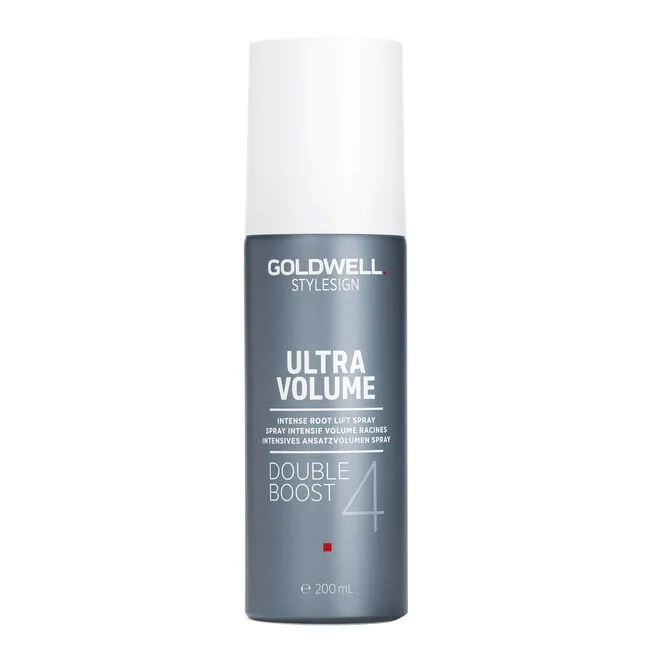 GOLDWELL.
STYLESIGN
ULTRA
VOLUME
INTENSE ROOT LIFT SPRAY
SPRAY INTENSIF VOLUME RACINES
INTENSIVES ANSATZVOLUMEN SPRAY
DOUBLE
BOOST 4
℮ 200mL